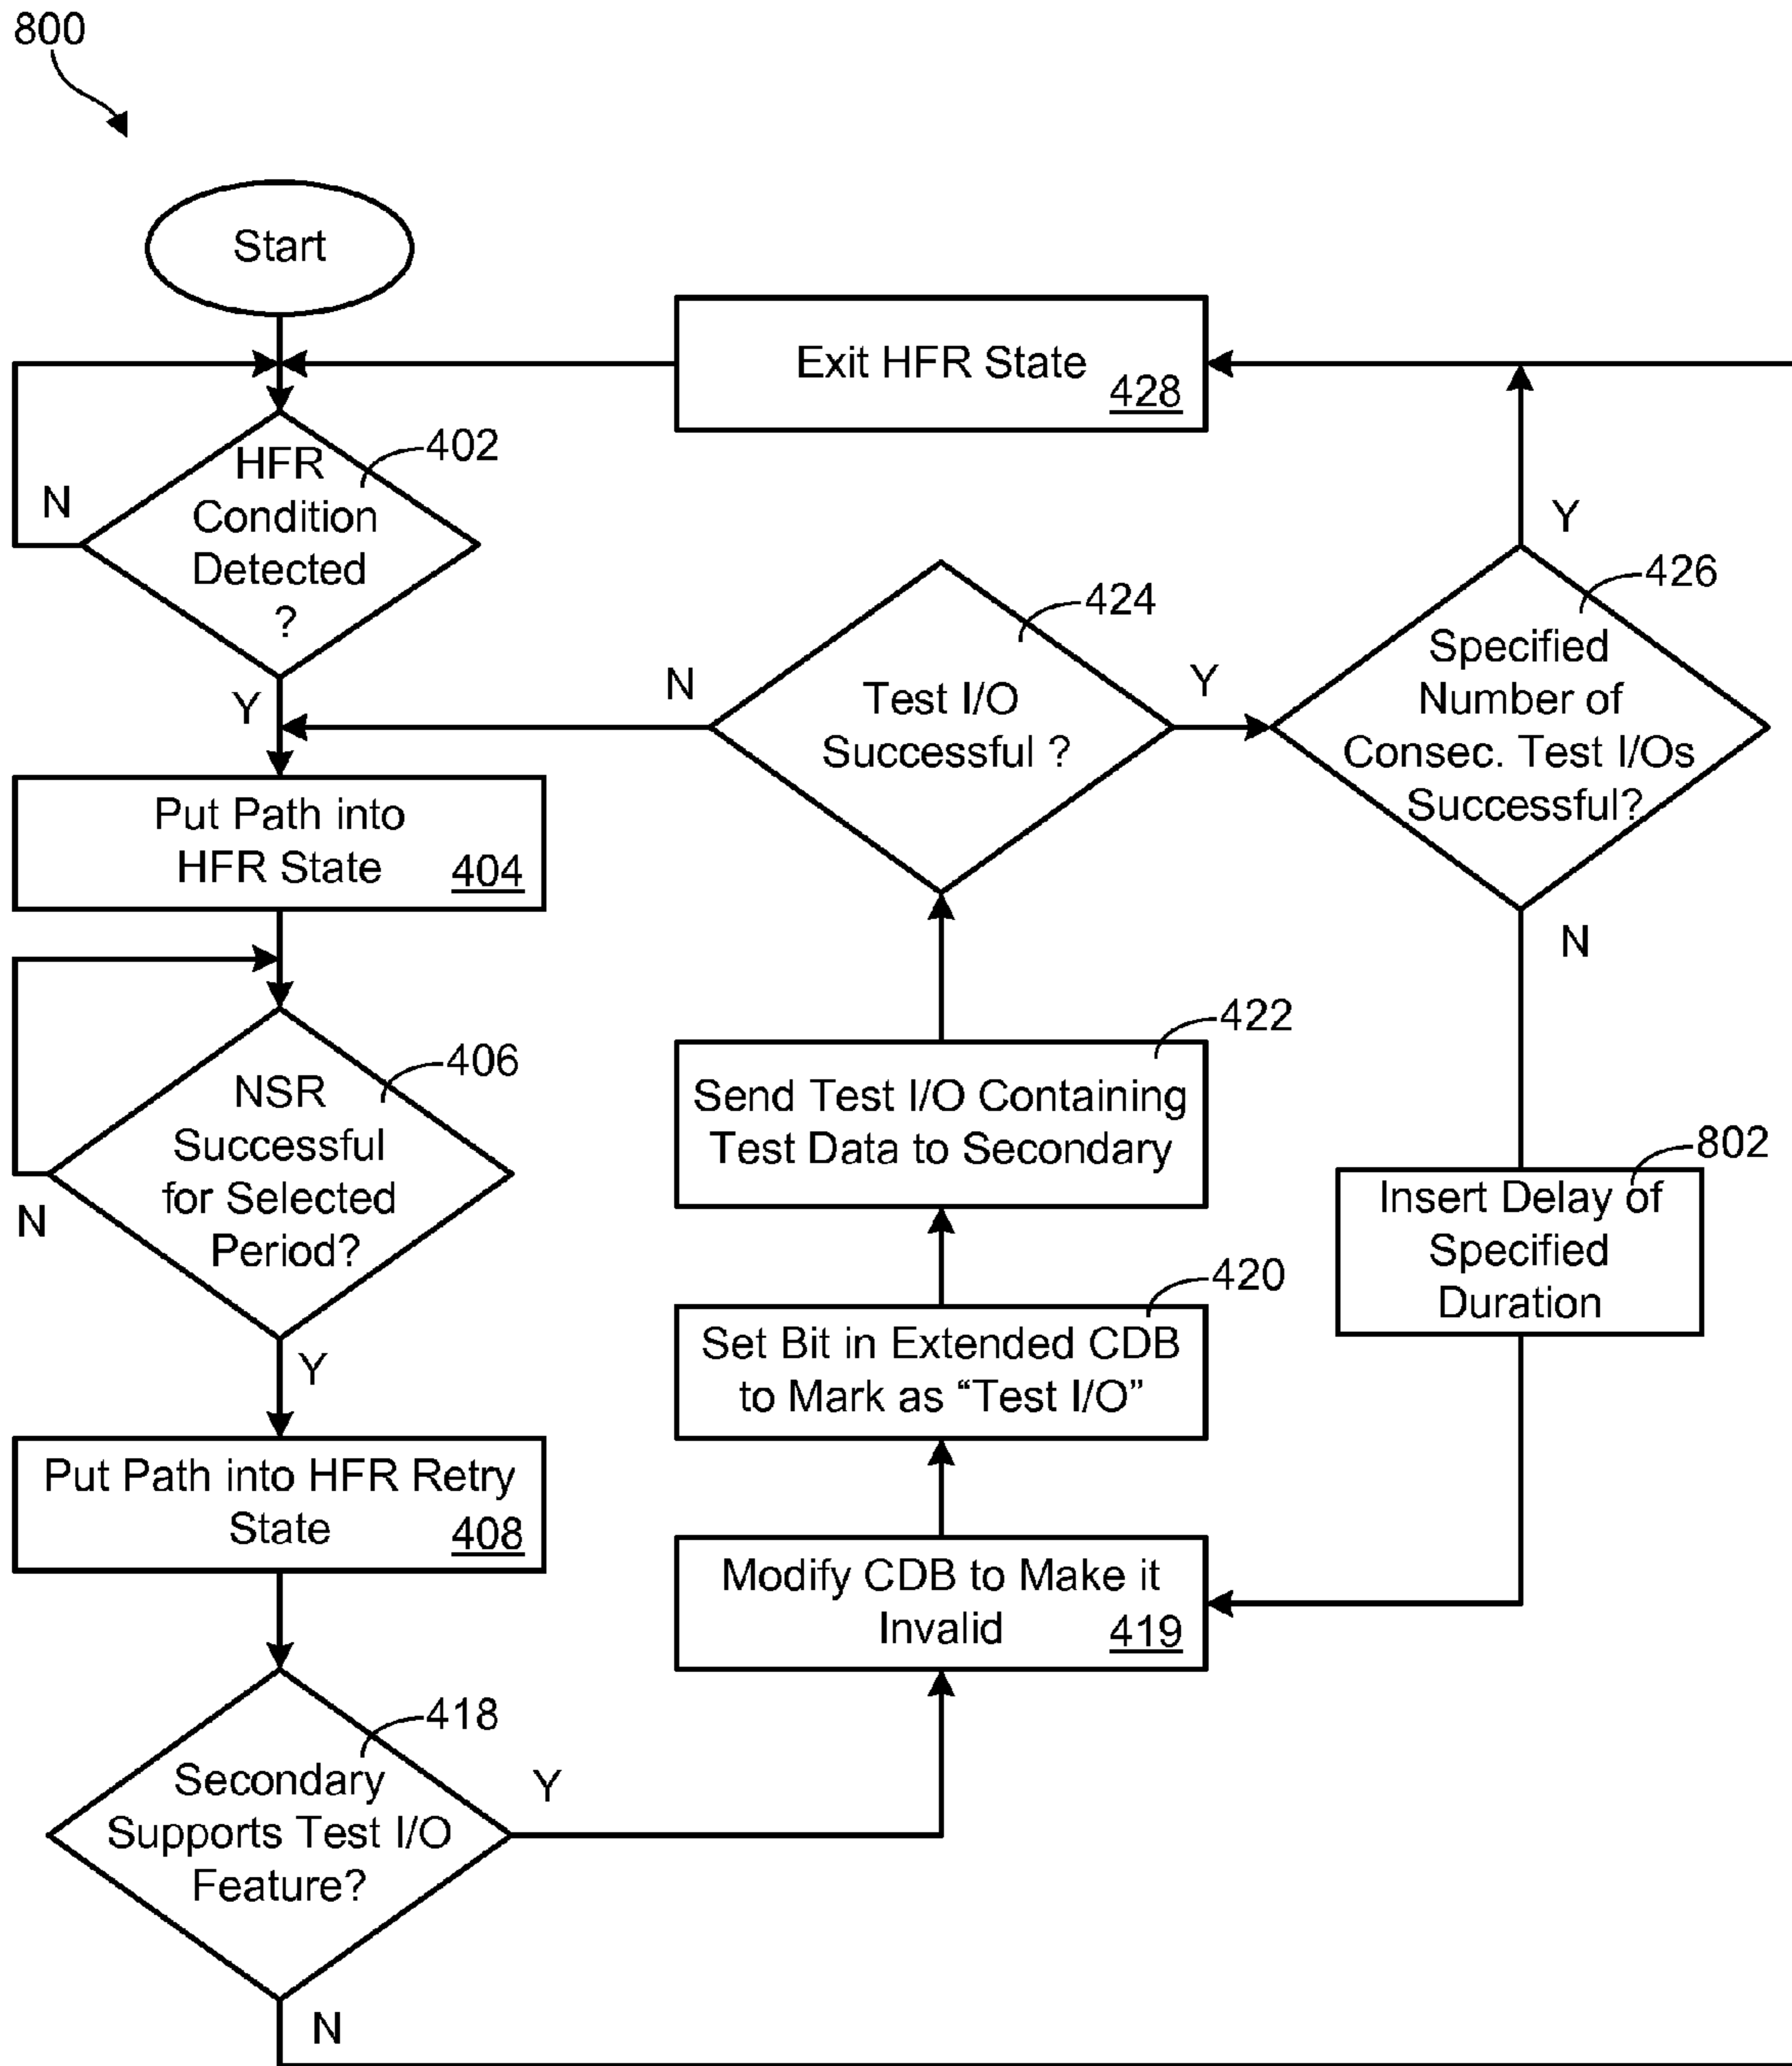 800
Start
Exit HFR State
428
HFR
Condition
Detected
?
402
N
Y
Put Path into
HFR State
404
NSR
Successful
for Selected
Period?
406
N
Y
Put Path into HFR Retry
State
408
Secondary
Supports Test I/O
Feature?
418
Y
N
Modify CDB to Make it
Invalid
419
Set Bit in Extended CDB
to Mark as “Test I/O”
420
Send Test I/O Containing
Test Data to Secondary
422
Test I/O
Successful ?
424
N
Y
Specified
Number of
Consec. Test I/Os
Successful?
426
Y
N
Insert Delay of
Specified
Duration
802